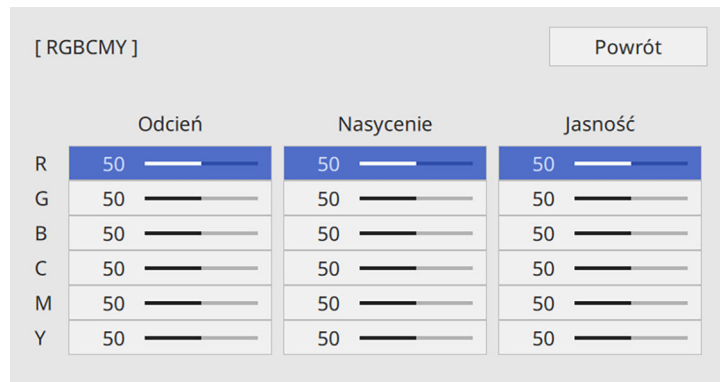 [ RGBCMY ] Powrót
Odcień Nasycenie Jasność
R 50 50 50
G 50 50 50
B 50 50 50
C 50 50 50
M 50 50 50
Y 50 50 50